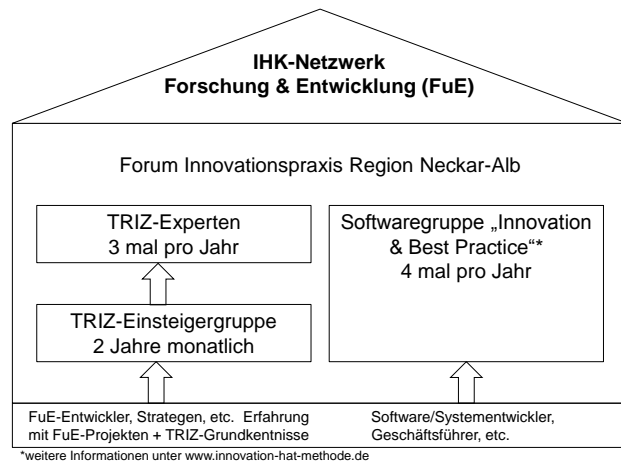 IHK-Netzwerk
Forschung & Entwicklung (FuE)
Forum Innovationspraxis Region Neckar-Alb
TRIZ-Experten
3 mal pro Jahr
Softwaregruppe „Innovation
& Best Practice“*
4 mal pro Jahr
TRIZ-Einsteigergruppe
2 Jahre monatlich
FuE-Entwickler, Strategen, etc. Erfahrung
mit FuE-Projekten + TRIZ-Grundkentnisse
Software/Systementwickler,
Geschäftsführer, etc.
*weitere Informationen unter www.innovation-hat-methode.de